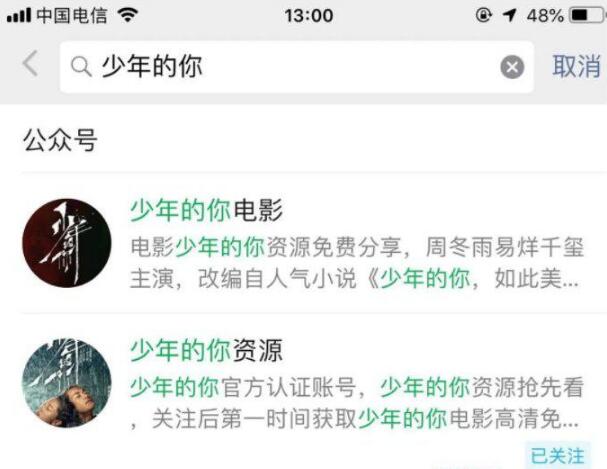 中国电信 13:00 48%
少年的你 取消
公众号
少年的你电影
电影少年的你资源免费分享，周冬雨易烊千玺
主演，改编自人气小说《少年的你，如此美...
少年的你资源
少年的你官方认证账号，少年的你资源抢先看
，关注后第一时间获取少年的你电影高清免...
已关注